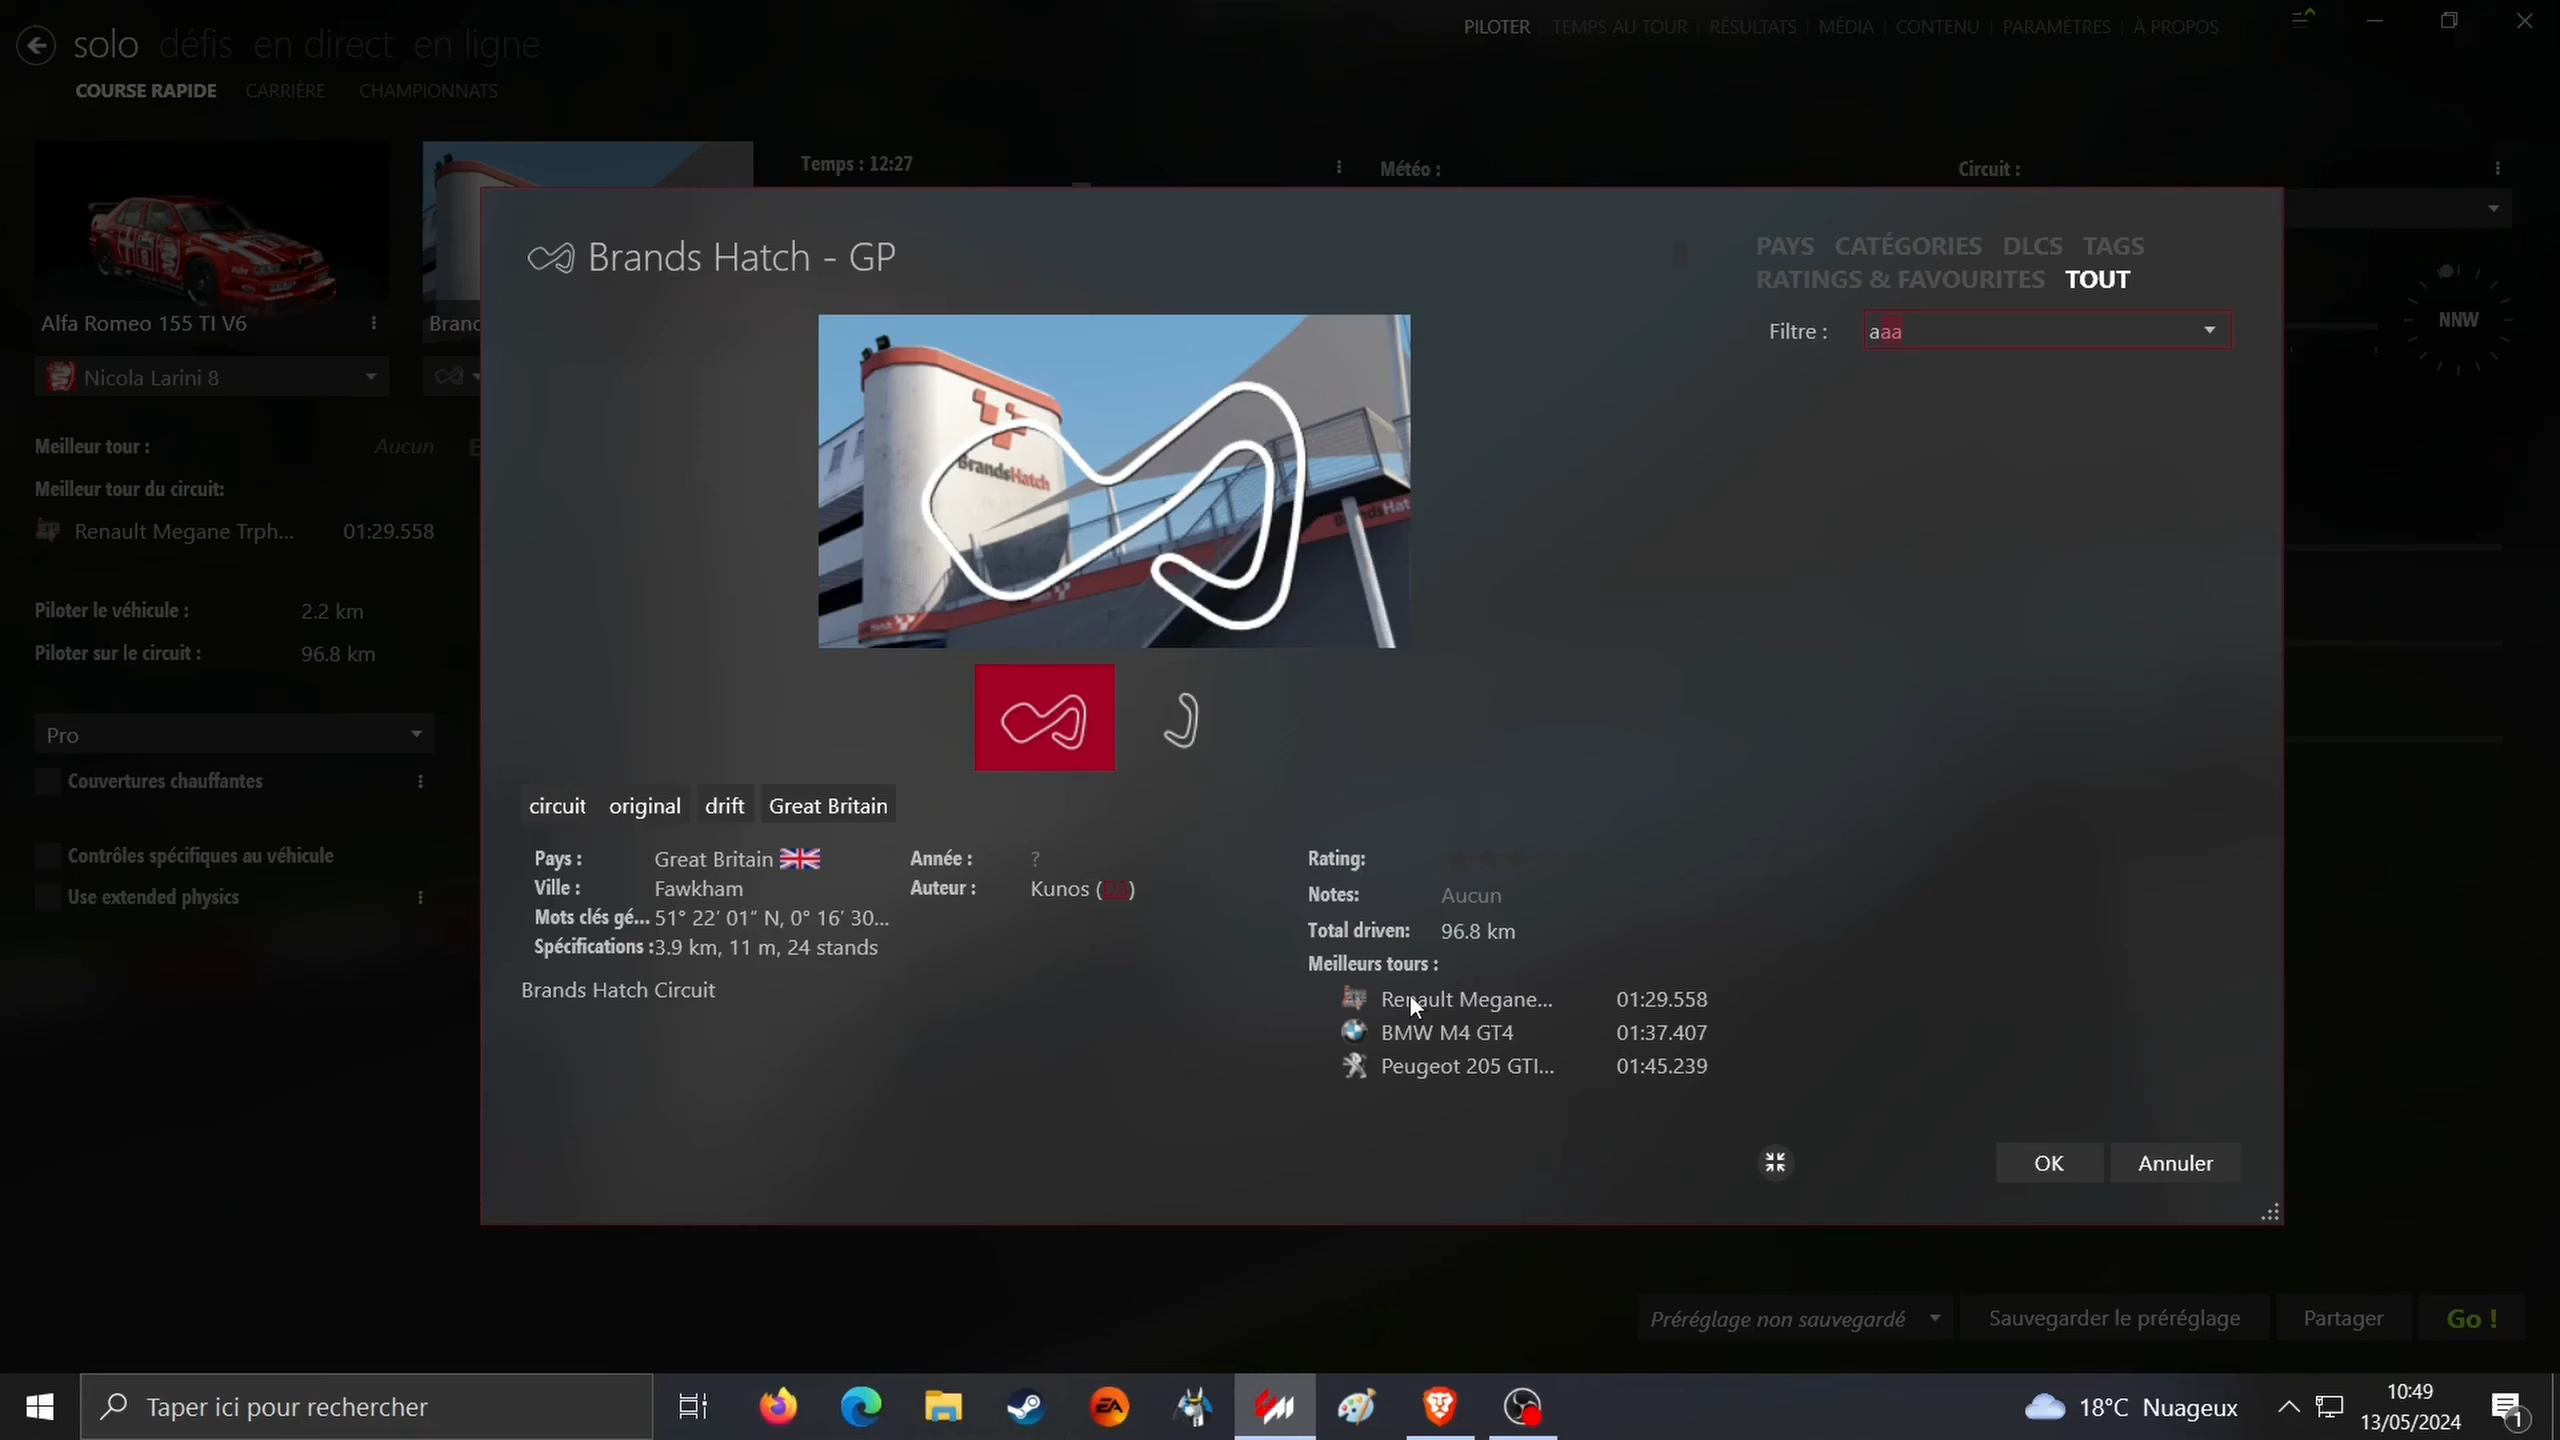 solo défis en direct en ligne
PILOTER TEMPS AU TOUR RÉSULTATS MÉDIA CONTENU PARAMÈTRES À PROPOS
COURSE RAPIDE CARRIÈRE CHAMPIONNATS
Temps : 12:27
Météo :
Circuit :
Alfa Romeo 155 TI V6
Nicola Larini 8
Meilleur tour : Aucun
Meilleur tour du circuit:
Renault Megane Trph... 01:29.558
Piloter le véhicule : 2.2 km
Piloter sur le circuit : 96.8 km
Pro
Couvertures chauffantes
Contrôles spécifiques au véhicule
Use extended physics
NNW
Brands Hatch - GP
PAYS CATÉGORIES DLCS TAGS
RATINGS & FAVOURITES TOUT
Filtre : aaa
BrandsHatch
circuit original drift Great Britain
Pays : Great Britain
Ville : Fawkham
Mots clés gé... 51° 22′ 01″ N, 0° 16′ 30...
Spécifications : 3.9 km, 11 m, 24 stands
Année : ?
Auteur : Kunos
Brands Hatch Circuit
Rating:
Notes: Aucun
Total driven: 96.8 km
Meilleurs tours :
Renault Megane... 01:29.558
BMW M4 GT4 01:37.407
Peugeot 205 GTI... 01:45.239
OK Annuler
Préréglage non sauvegardé Sauvegarder le préréglage Partager Go !
Taper ici pour rechercher
EA
18°C Nuageux
10:49
13/05/2024
1